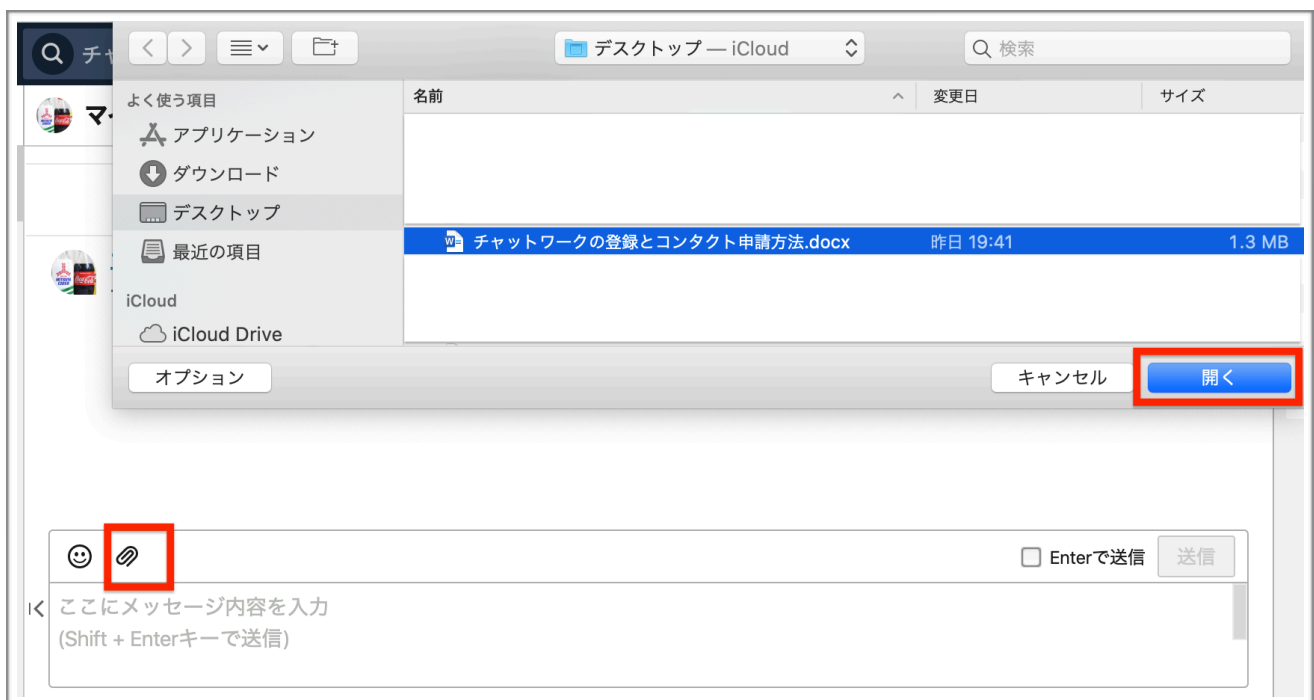 チャ
デスクトップ — iCloud
検索
マイ
よく使う項目
アプリケーション
ダウンロード
デスクトップ
最近の項目
iCloud
iCloud Drive
名前 変更日 サイズ
チャットワークの登録とコンタクト申請方法.docx 昨日 19:41 1.3 MB
オプション キャンセル 開く
Enterで送信 送信
ここにメッセージ内容を入力
(Shift + Enterキーで送信)